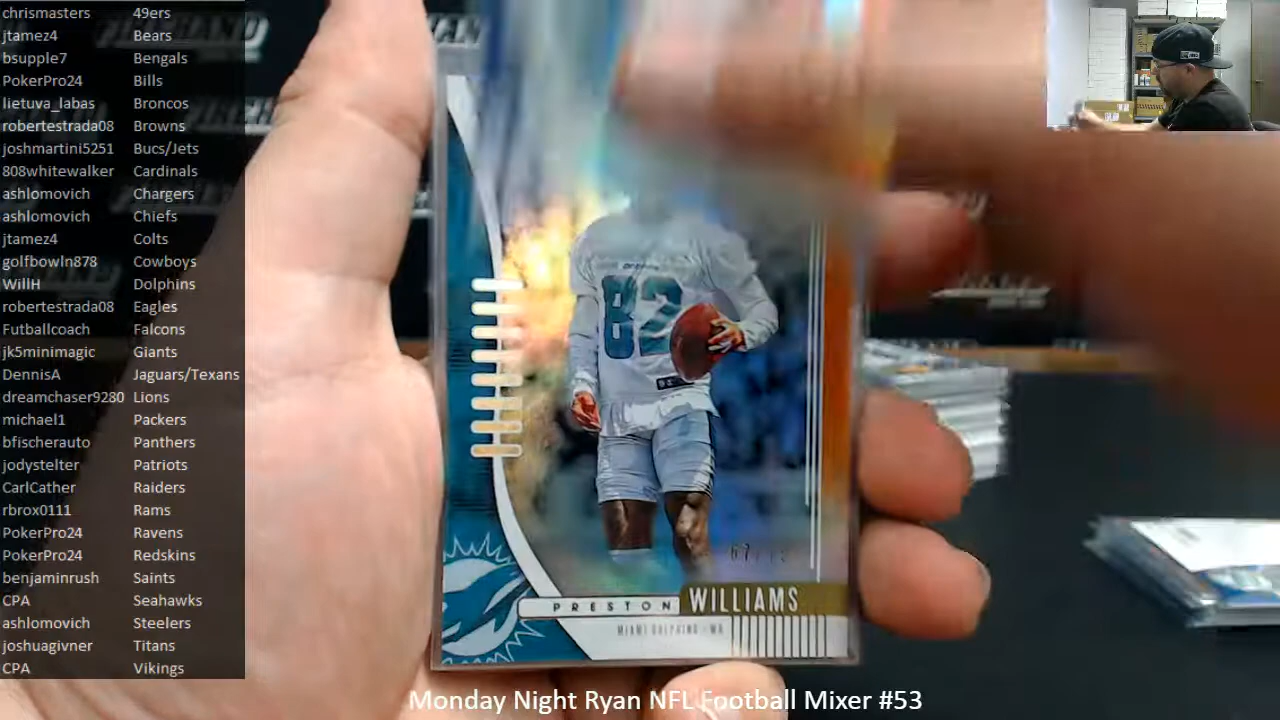 chrismasters 49ers
jtamez4 Bears
bsupple7 Bengals
PokerPro24 Bills
lietuva_labas Broncos
robertestrada08 Browns
joshmartini5251 Bucs/Jets
808whitewalker Cardinals
ashlomovich Chargers
ashlomovich Chiefs
jtamez4 Colts
golfbowln878 Cowboys
WillH Dolphins
robertestrada08 Eagles
Futballcoach Falcons
jk5minimagic Giants
DennisA Jaguars/Texans
dreamchaser9280 Lions
michael1 Packers
bfischerauto Panthers
jodystelter Patriots
CarlCather Raiders
rbrox0111 Rams
PokerPro24 Ravens
PokerPro24 Redskins
benjaminrush Saints
CPA Seahawks
ashlomovich Steelers
joshuagivner Titans
CPA Vikings
82
PRESTON WILLIAMS
MIAMI DOLPHINS - WR
Monday Night Ryan NFL Football Mixer #53